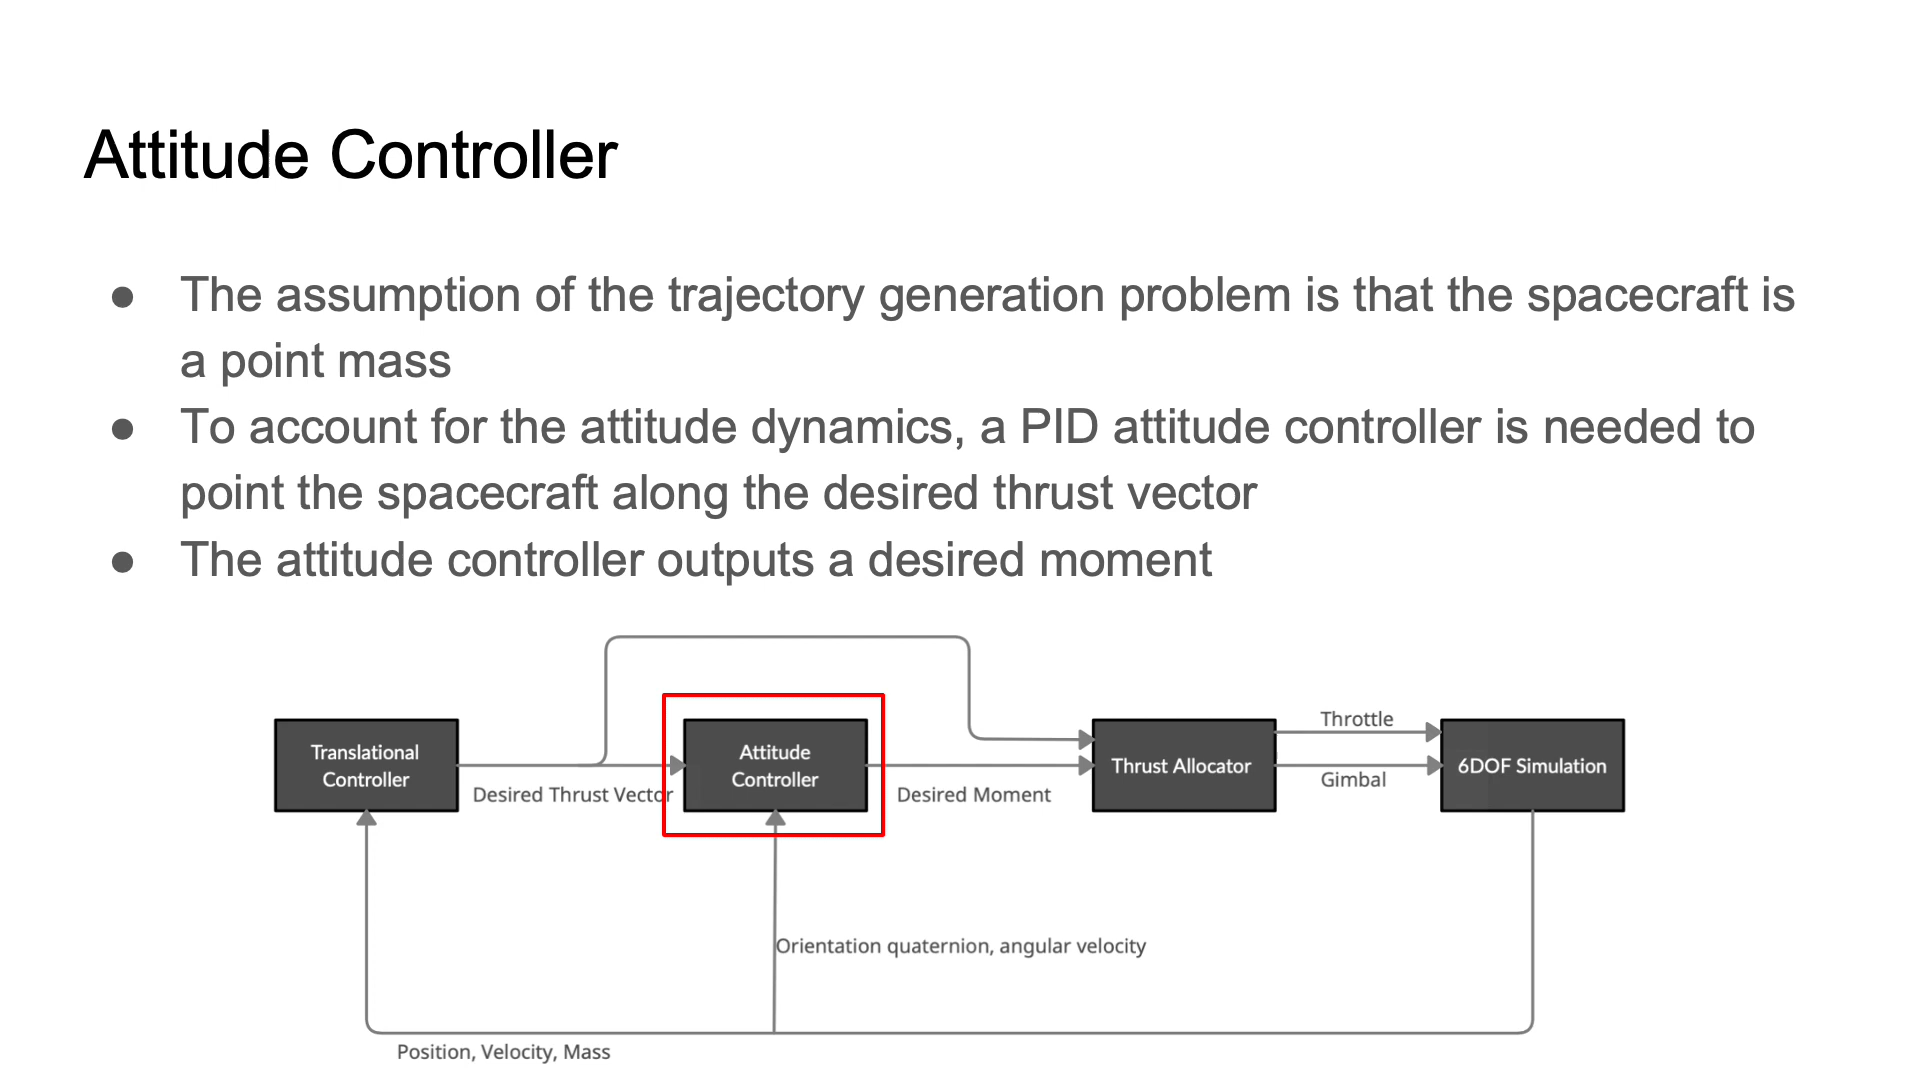 Attitude Controller
● The assumption of the trajectory generation problem is that the spacecraft is
a point mass
● To account for the attitude dynamics, a PID attitude controller is needed to
point the spacecraft along the desired thrust vector
● The attitude controller outputs a desired moment
Translational
Controller
Desired Thrust Vector
Attitude
Controller
Desired Moment
Thrust Allocator
Throttle
Gimbal
6DOF Simulation
Orientation quaternion, angular velocity
Position, Velocity, Mass